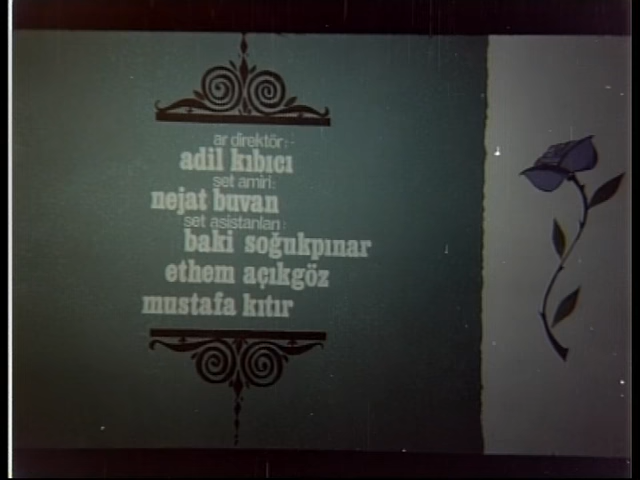 ar direktör:
adil kıbıcı
set amiri:
nejat buvan
set asistanları:
baki soğukpınar
ethem açıkgöz
mustafa kıtır